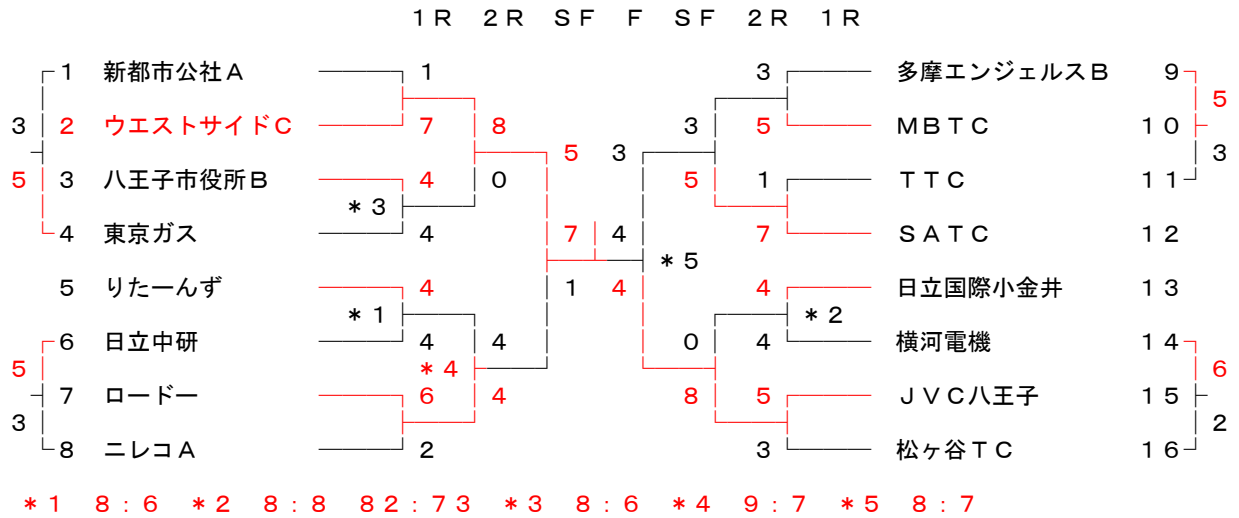 １Ｒ ２Ｒ ＳＦ Ｆ ＳＦ ２Ｒ １Ｒ
１ 新都市公社Ａ １ ３ 多摩エンジェルスＢ ９
５
３ ２ ウエストサイドＣ ７ ８ ３ ５ ＭＢＴＣ １０
５ ３ ３
５ ３ 八王子市役所Ｂ ４ ０ ５ １ ＴＴＣ １１
＊３
４ 東京ガス ４ ７ ４ ７ ＳＡＴＣ １２
＊５
５ りたーんず ４ １ ４ ４ 日立国際小金井 １３
＊１ ＊２
６ 日立中研 ４ ４ ０ ４ 横河電機 １４
５ ＊４ ６
７ ロードー ６ ４ ８ ５ ＪＶＣ八王子 １５
３ ２
８ ニレコＡ ２ ３ 松ヶ谷ＴＣ １６
＊１ ８：６ ＊２ ８：８ ８２：７３ ＊３ ８：６ ＊４ ９：７ ＊５ ８：７